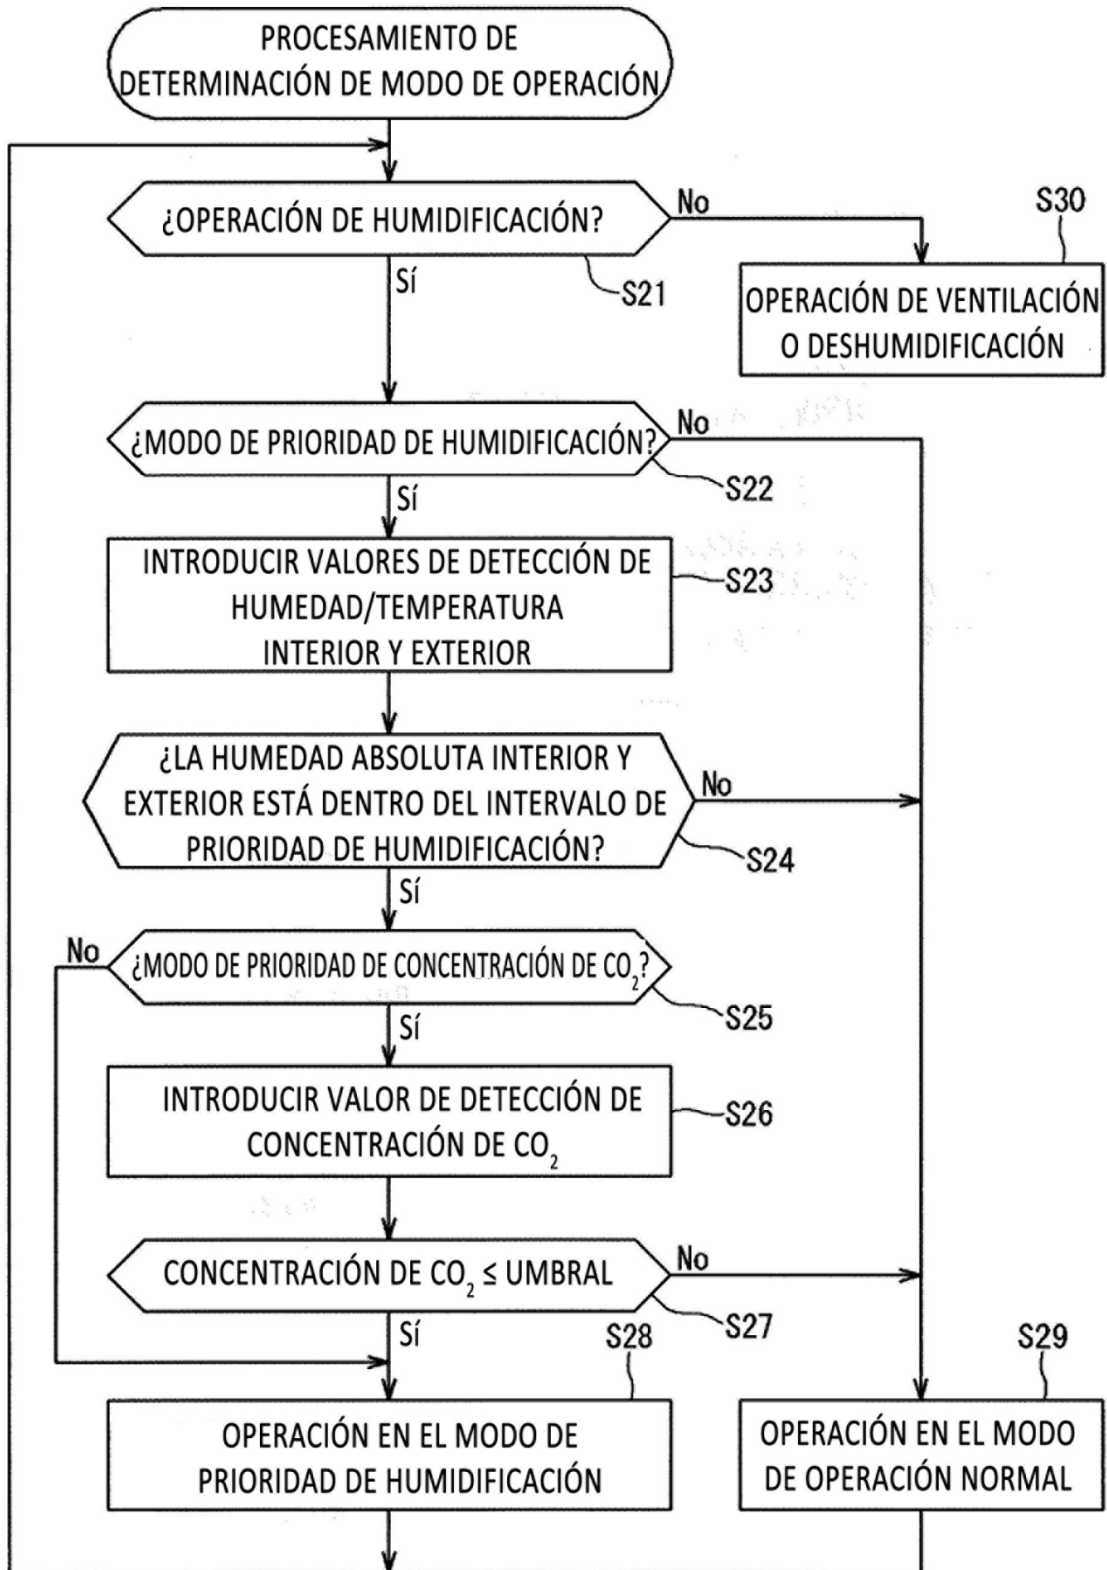 PROCESAMIENTO DE
DETERMINACIÓN DE MODO DE OPERACIÓN
¿OPERACIÓN DE HUMIDIFICACIÓN?
No
S30
Sí
S21
OPERACIÓN DE VENTILACIÓN
O DESHUMIDIFICACIÓN
¿MODO DE PRIORIDAD DE HUMIDIFICACIÓN?
No
S22
Sí
INTRODUCIR VALORES DE DETECCIÓN DE
HUMEDAD/TEMPERATURA
INTERIOR Y EXTERIOR
S23
¿LA HUMEDAD ABSOLUTA INTERIOR Y
EXTERIOR ESTÁ DENTRO DEL INTERVALO DE
PRIORIDAD DE HUMIDIFICACIÓN?
No
S24
Sí
No
¿MODO DE PRIORIDAD DE CONCENTRACIÓN DE CO₂?
S25
Sí
INTRODUCIR VALOR DE DETECCIÓN DE
CONCENTRACIÓN DE CO₂
S26
CONCENTRACIÓN DE CO₂ ≤ UMBRAL
No
S27
Sí
S28
S29
OPERACIÓN EN EL MODO DE
PRIORIDAD DE HUMIDIFICACIÓN
OPERACIÓN EN EL MODO
DE OPERACIÓN NORMAL